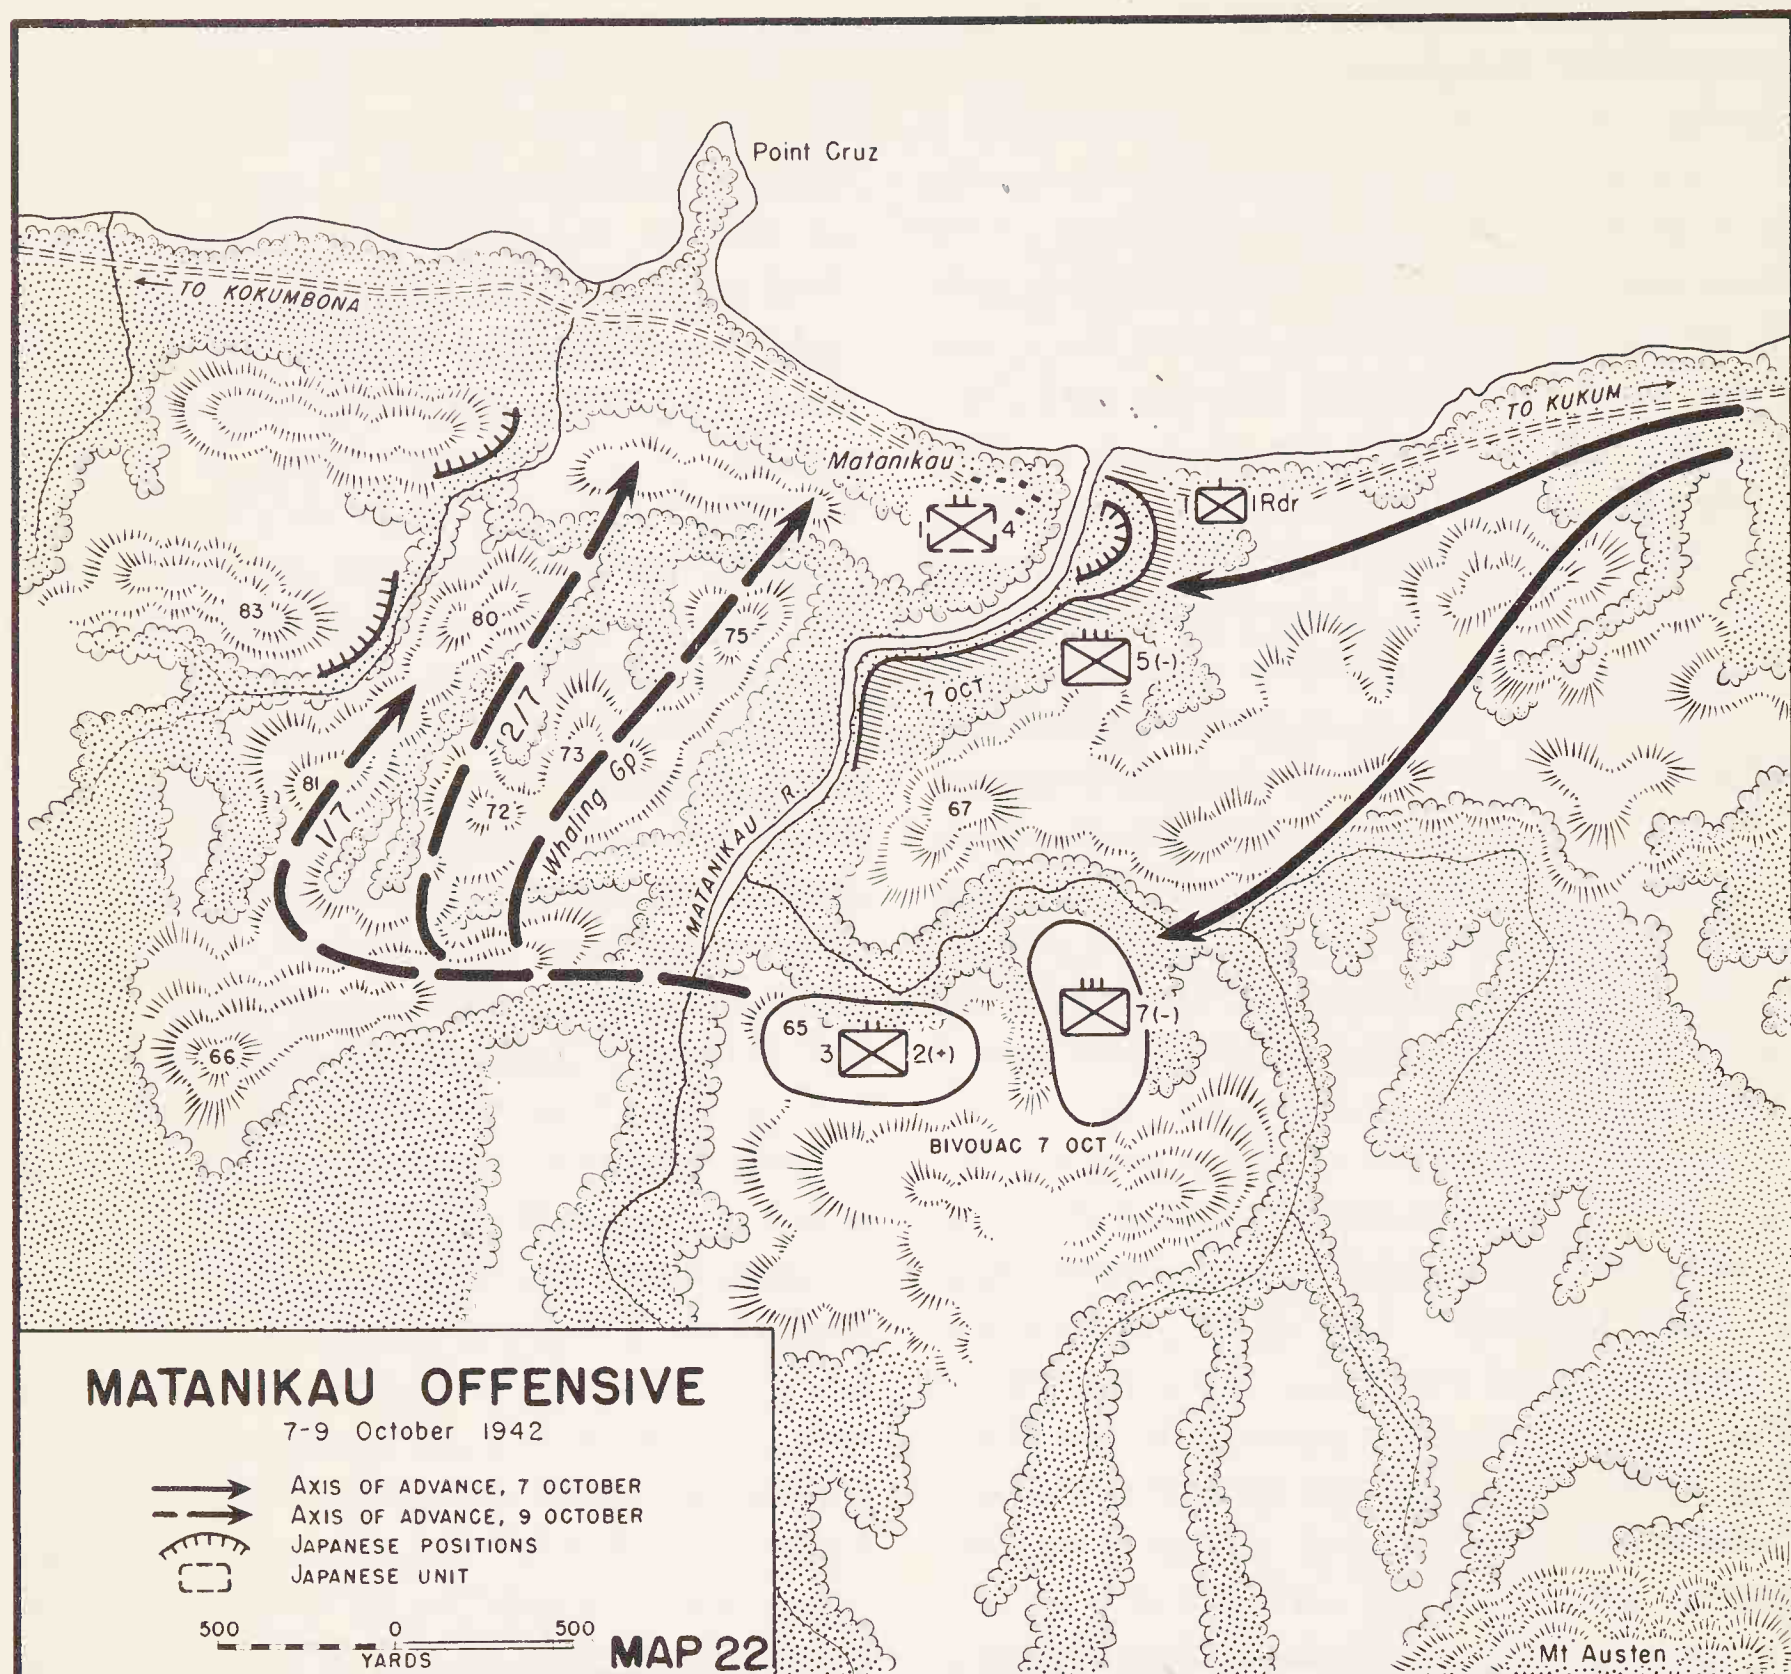 Point Cruz
TO KOKUMBONA
TO KUKUM
Matanikau
4
1 1Rdr
83
80
75
5(-)
7 OCT
2/7
73
81
72
1/7
Whaling Gp
67
MATANIKAU R.
65
3 2(+)
7(-)
66
BIVOUAC 7 OCT
MATANIKAU OFFENSIVE
7-9 October 1942
AXIS OF ADVANCE, 7 OCTOBER
AXIS OF ADVANCE, 9 OCTOBER
JAPANESE POSITIONS
JAPANESE UNIT
500 0 500
YARDS
MAP 22
Mt Austen